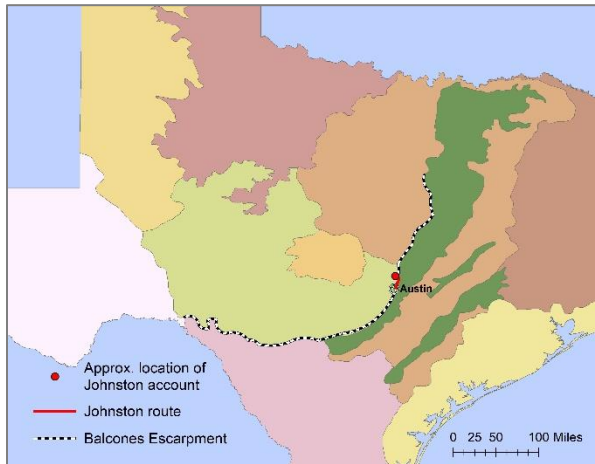 Austin
Approx. location of
Johnston account
Johnston route
Balcones Escarpment
0 25 50 100 Miles